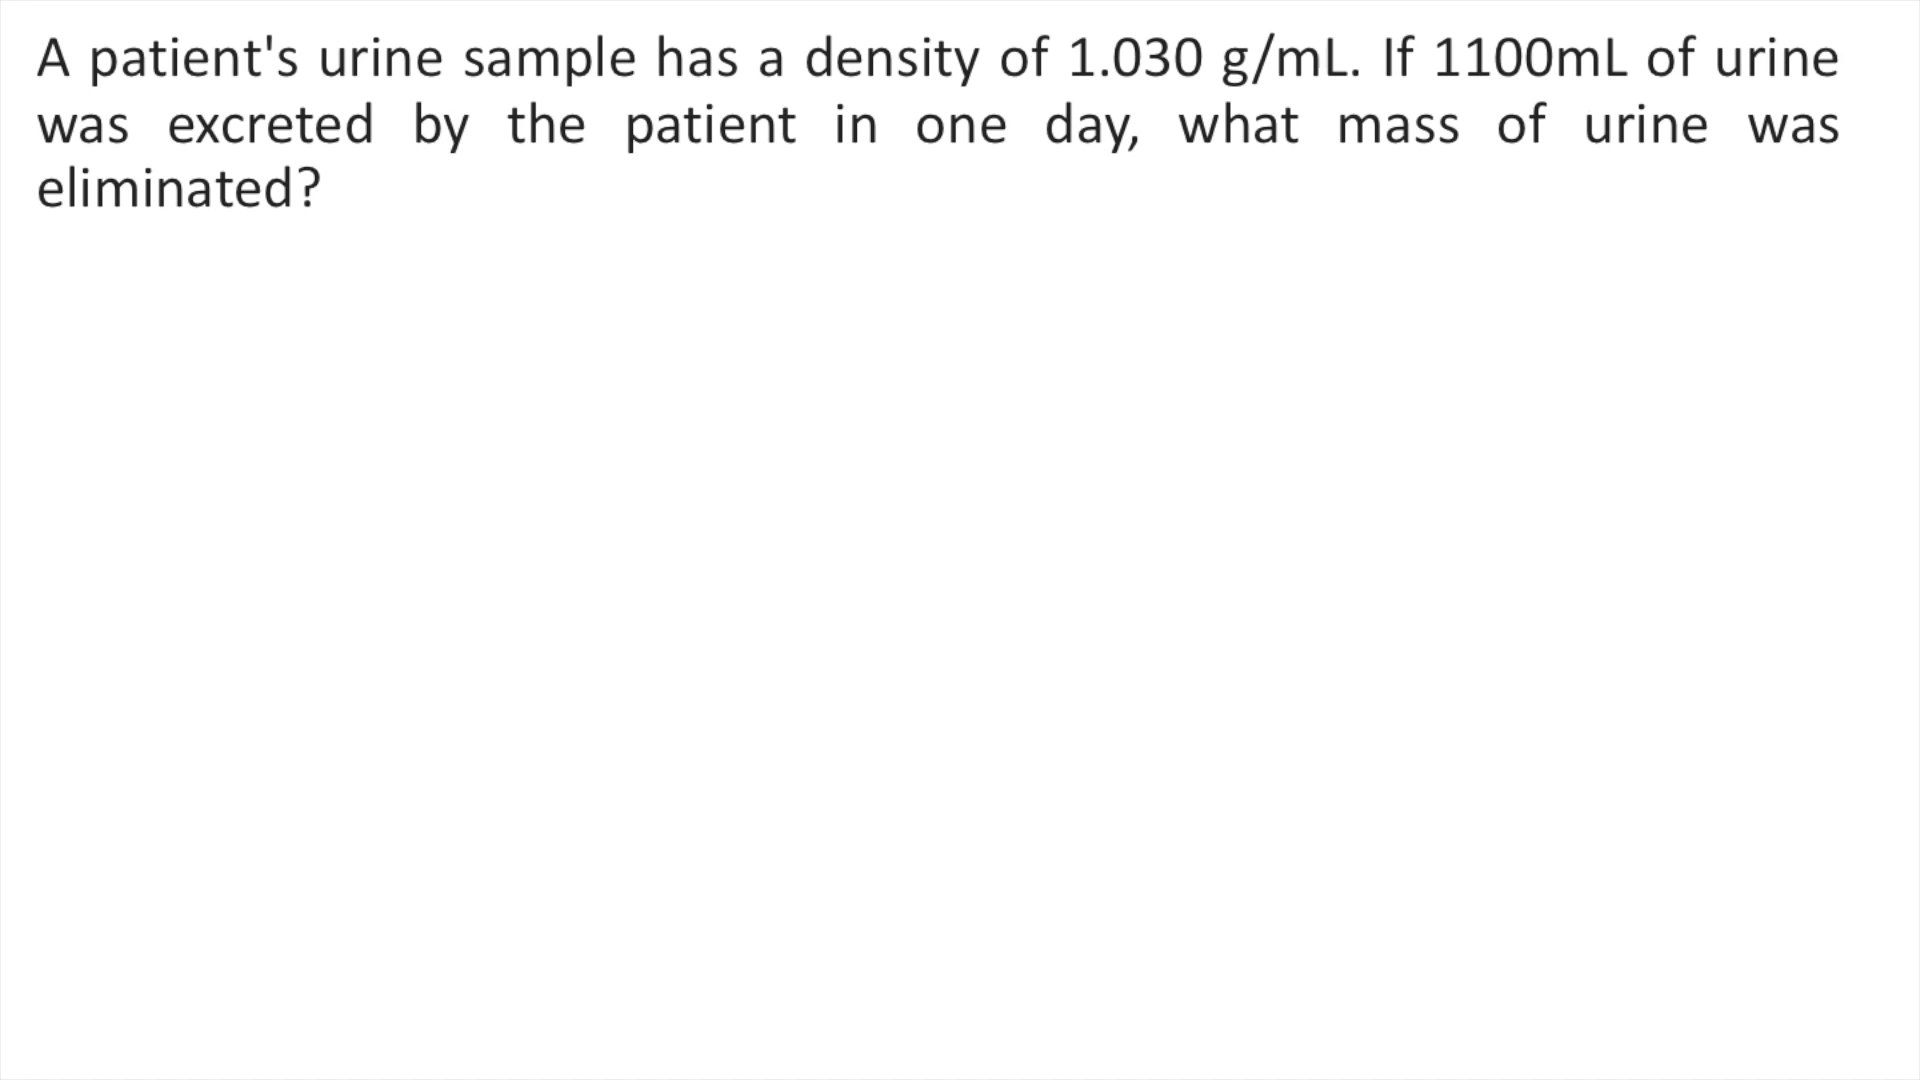 A patient's urine sample has a density of 1.030 g/mL. If 1100mL of urine
was excreted by the patient in one day, what mass of urine was
eliminated?